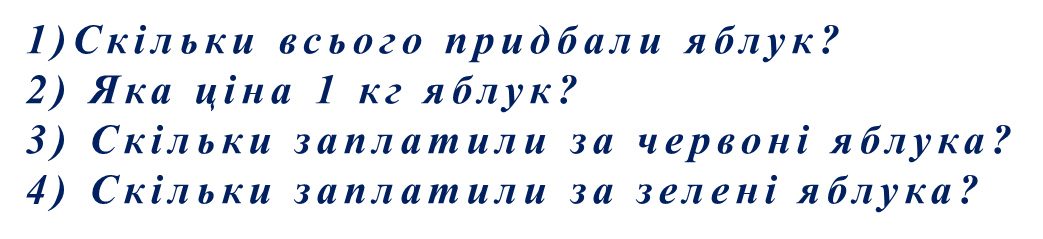 1)Скільки всього придбали яблук?
2) Яка ціна 1 кг яблук?
3) Скільки заплатили за червоні яблука?
4) Скільки заплатили за зелені яблука?